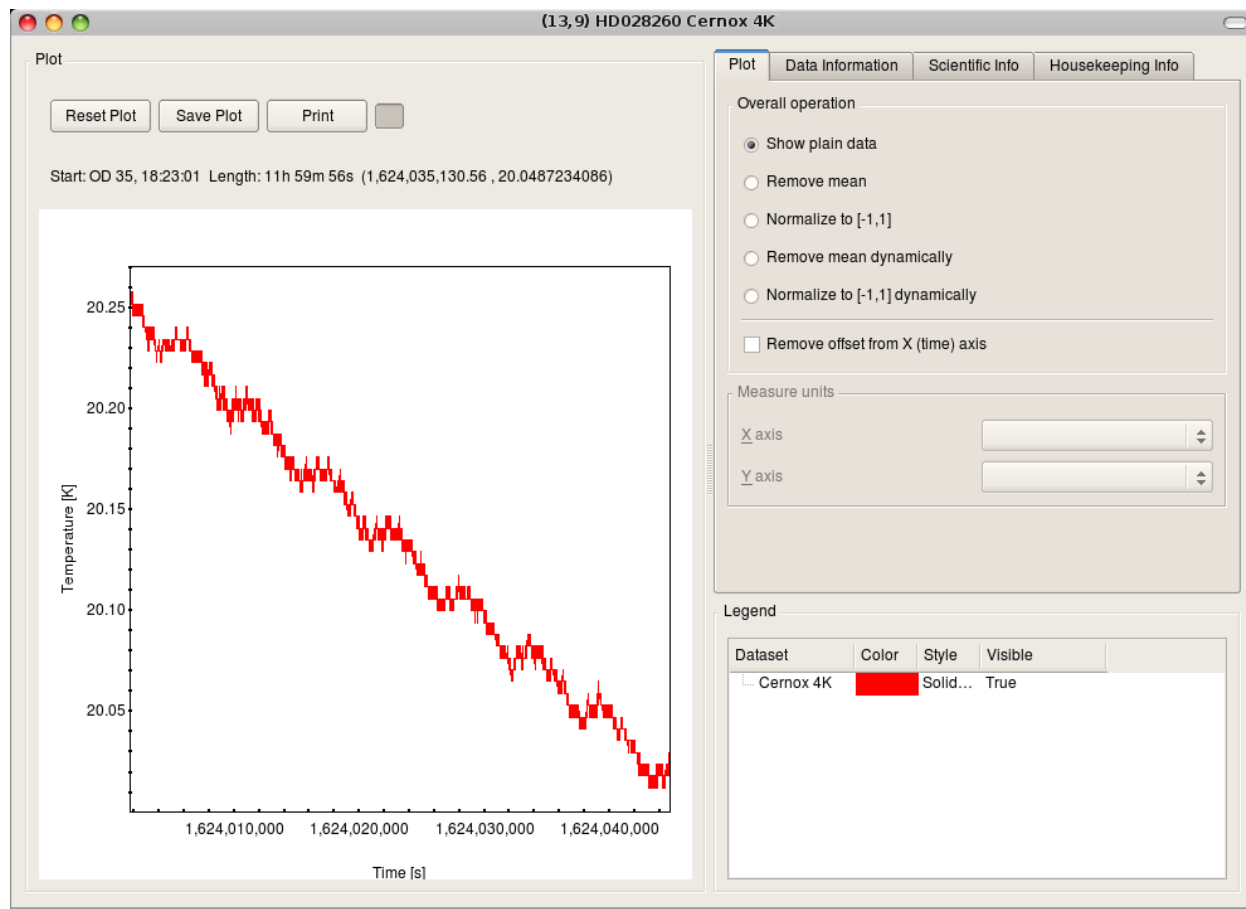 (13,9) HD028260 Cernox 4K
Plot
Reset Plot Save Plot Print
Start: OD 35, 18:23:01 Length: 11h 59m 56s (1,624,035,130.56 , 20.0487234086)
20.25
20.20
20.15
20.10
20.05
Temperature [K]
1,624,010,000 1,624,020,000 1,624,030,000 1,624,040,000
Time [s]
Plot Data Information Scientific Info Housekeeping Info
Overall operation
Show plain data
Remove mean
Normalize to [-1,1]
Remove mean dynamically
Normalize to [-1,1] dynamically
Remove offset from X (time) axis
Measure units
X axis
Y axis
Legend
Dataset Color Style Visible
Cernox 4K Solid... True